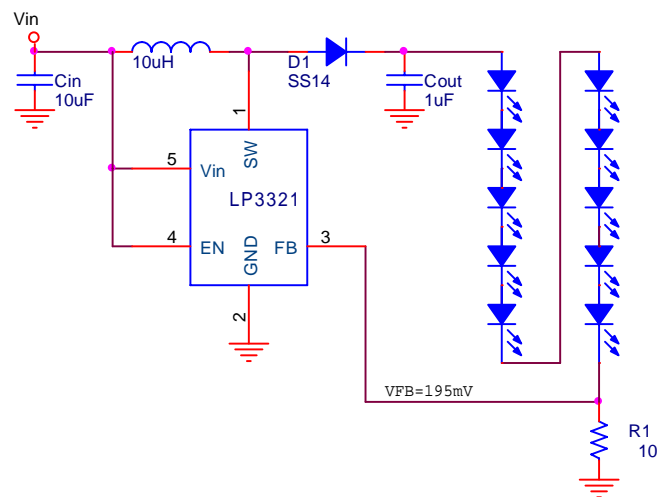 Vin
Cin
10uF
10uH
D1
SS14
Cout
1uF
1
SW
5
Vin
LP3321
4
EN
GND
FB
3
2
VFB=195mV
R1
10